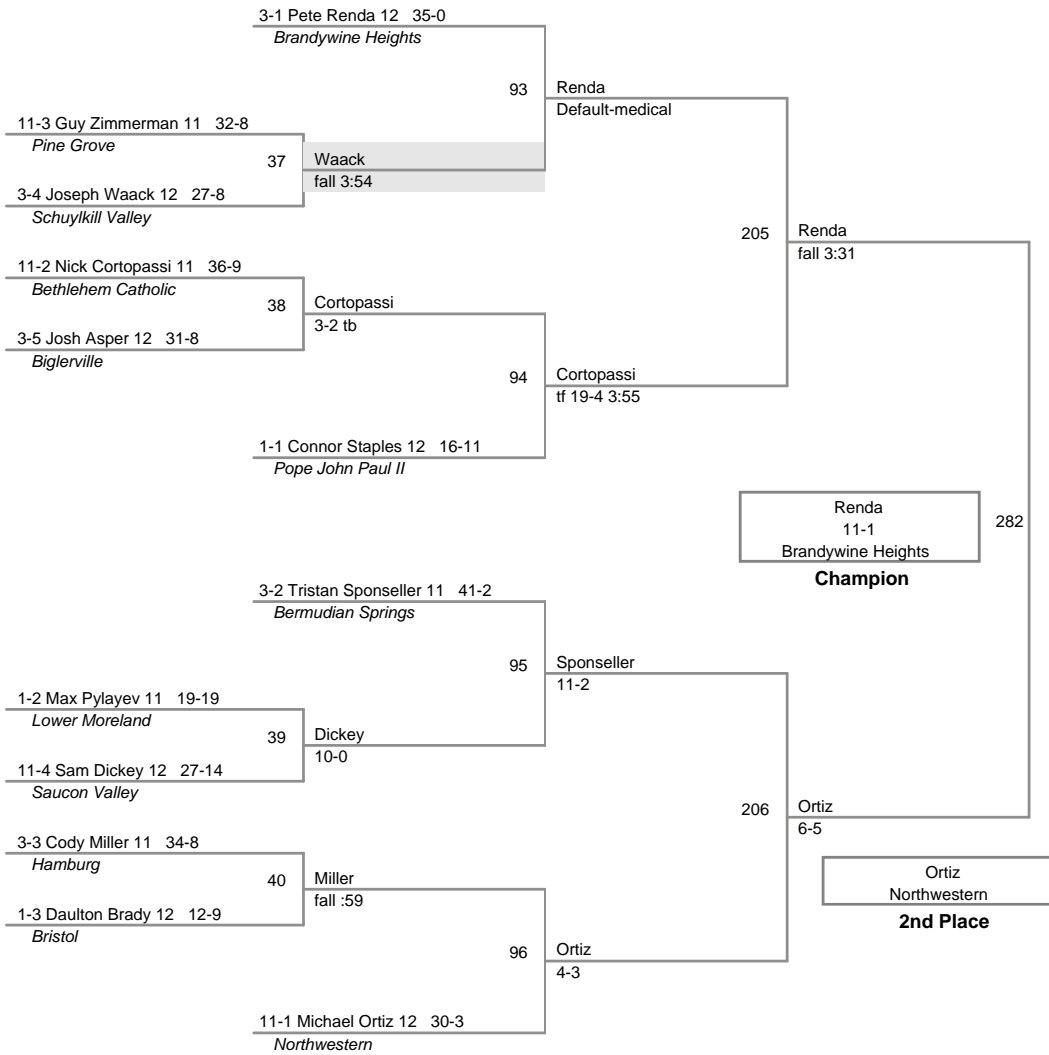 3-1 Pete Renda 12 35-0
Brandywine Heights
93
Renda
Default-medical
11-3 Guy Zimmerman 11 32-8
Pine Grove
37
Waack
fall 3:54
3-4 Joseph Waack 12 27-8
Schuylkill Valley
205
Renda
fall 3:31
11-2 Nick Cortopassi 11 36-9
Bethlehem Catholic
38
Cortopassi
3-2 tb
3-5 Josh Asper 12 31-8
Biglerville
94
Cortopassi
tf 19-4 3:55
1-1 Connor Staples 12 16-11
Pope John Paul II
Renda
11-1
Brandywine Heights
Champion
282
3-2 Tristan Sponseller 11 41-2
Bermudian Springs
95
Sponseller
11-2
1-2 Max Pylayev 11 19-19
Lower Moreland
39
Dickey
10-0
11-4 Sam Dickey 12 27-14
Saucon Valley
206
Ortiz
6-5
3-3 Cody Miller 11 34-8
Hamburg
40
Miller
fall :59
1-3 Daulton Brady 12 12-9
Bristol
Ortiz
Northwestern
2nd Place
96
Ortiz
4-3
11-1 Michael Ortiz 12 30-3
Northwestern